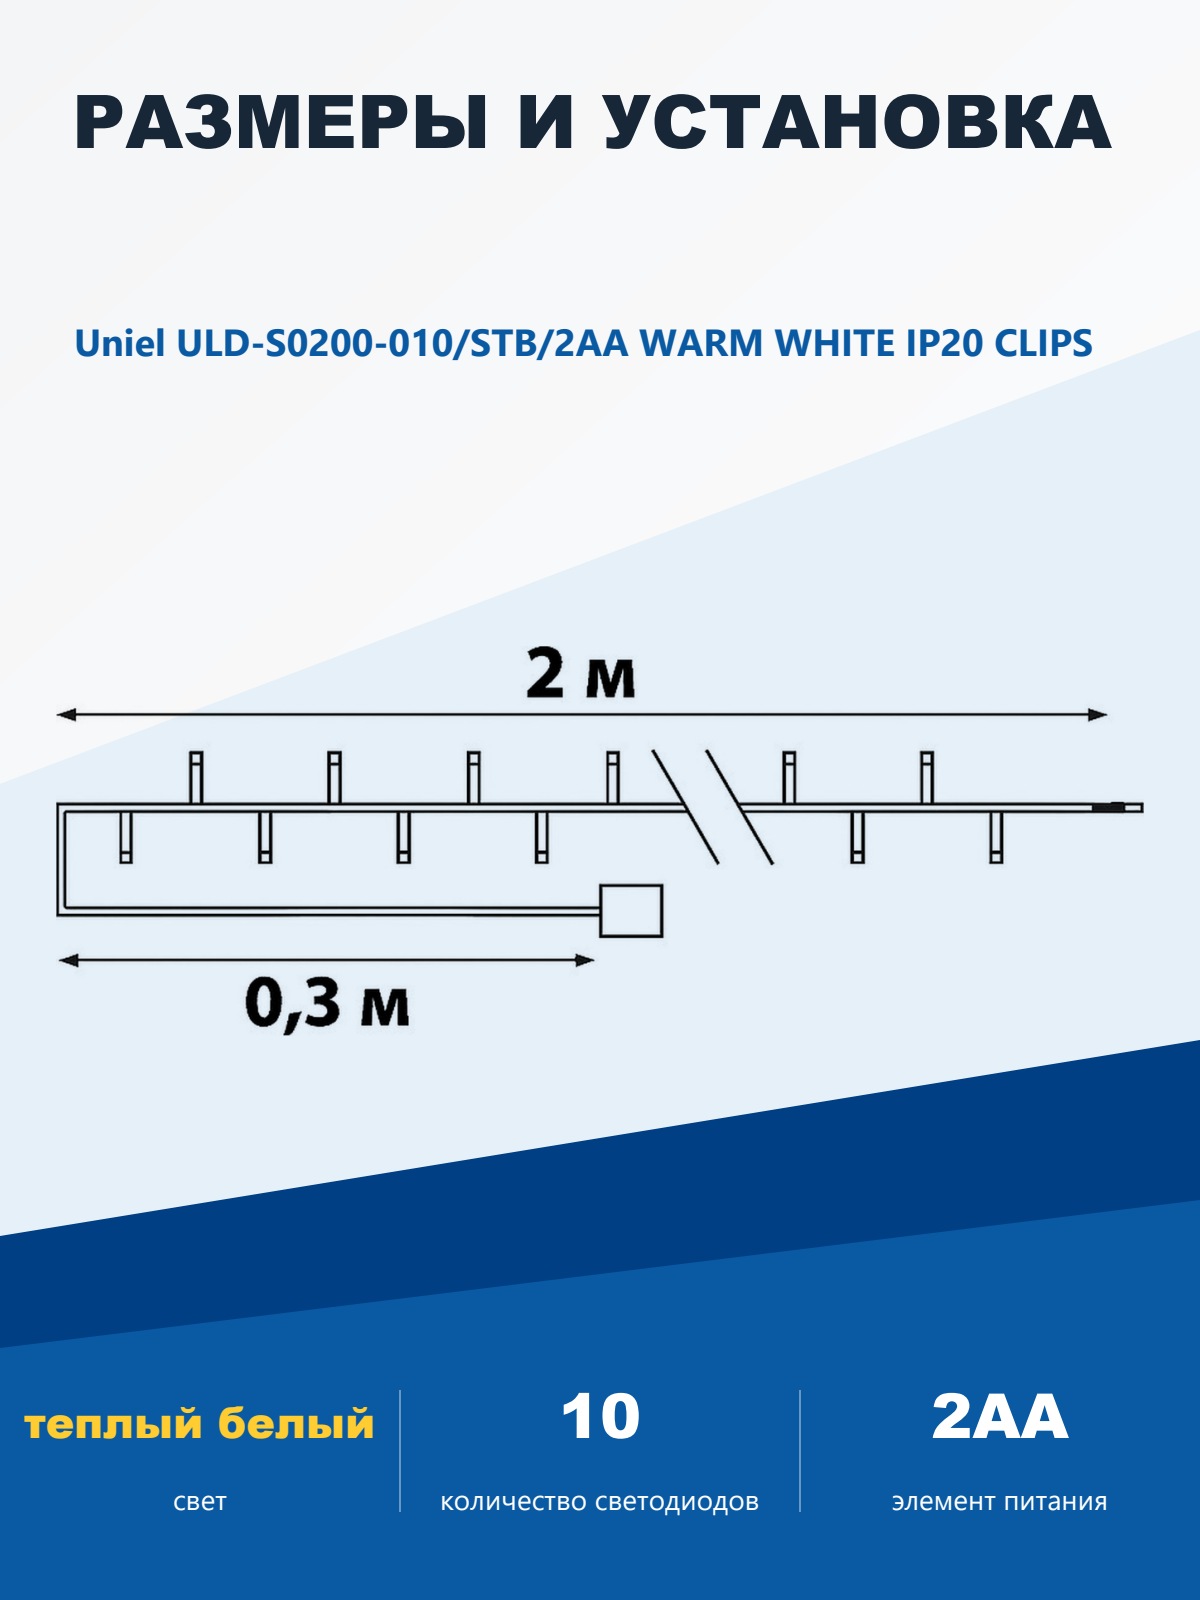 РАЗМЕРЫ И УСТАНОВКА
Uniel ULD-S0200-010/STB/2AA WARM WHITE IP20 CLIPS
2 м
0,3 м
теплый белый
свет
10
количество светодиодов
2AA
элемент питания